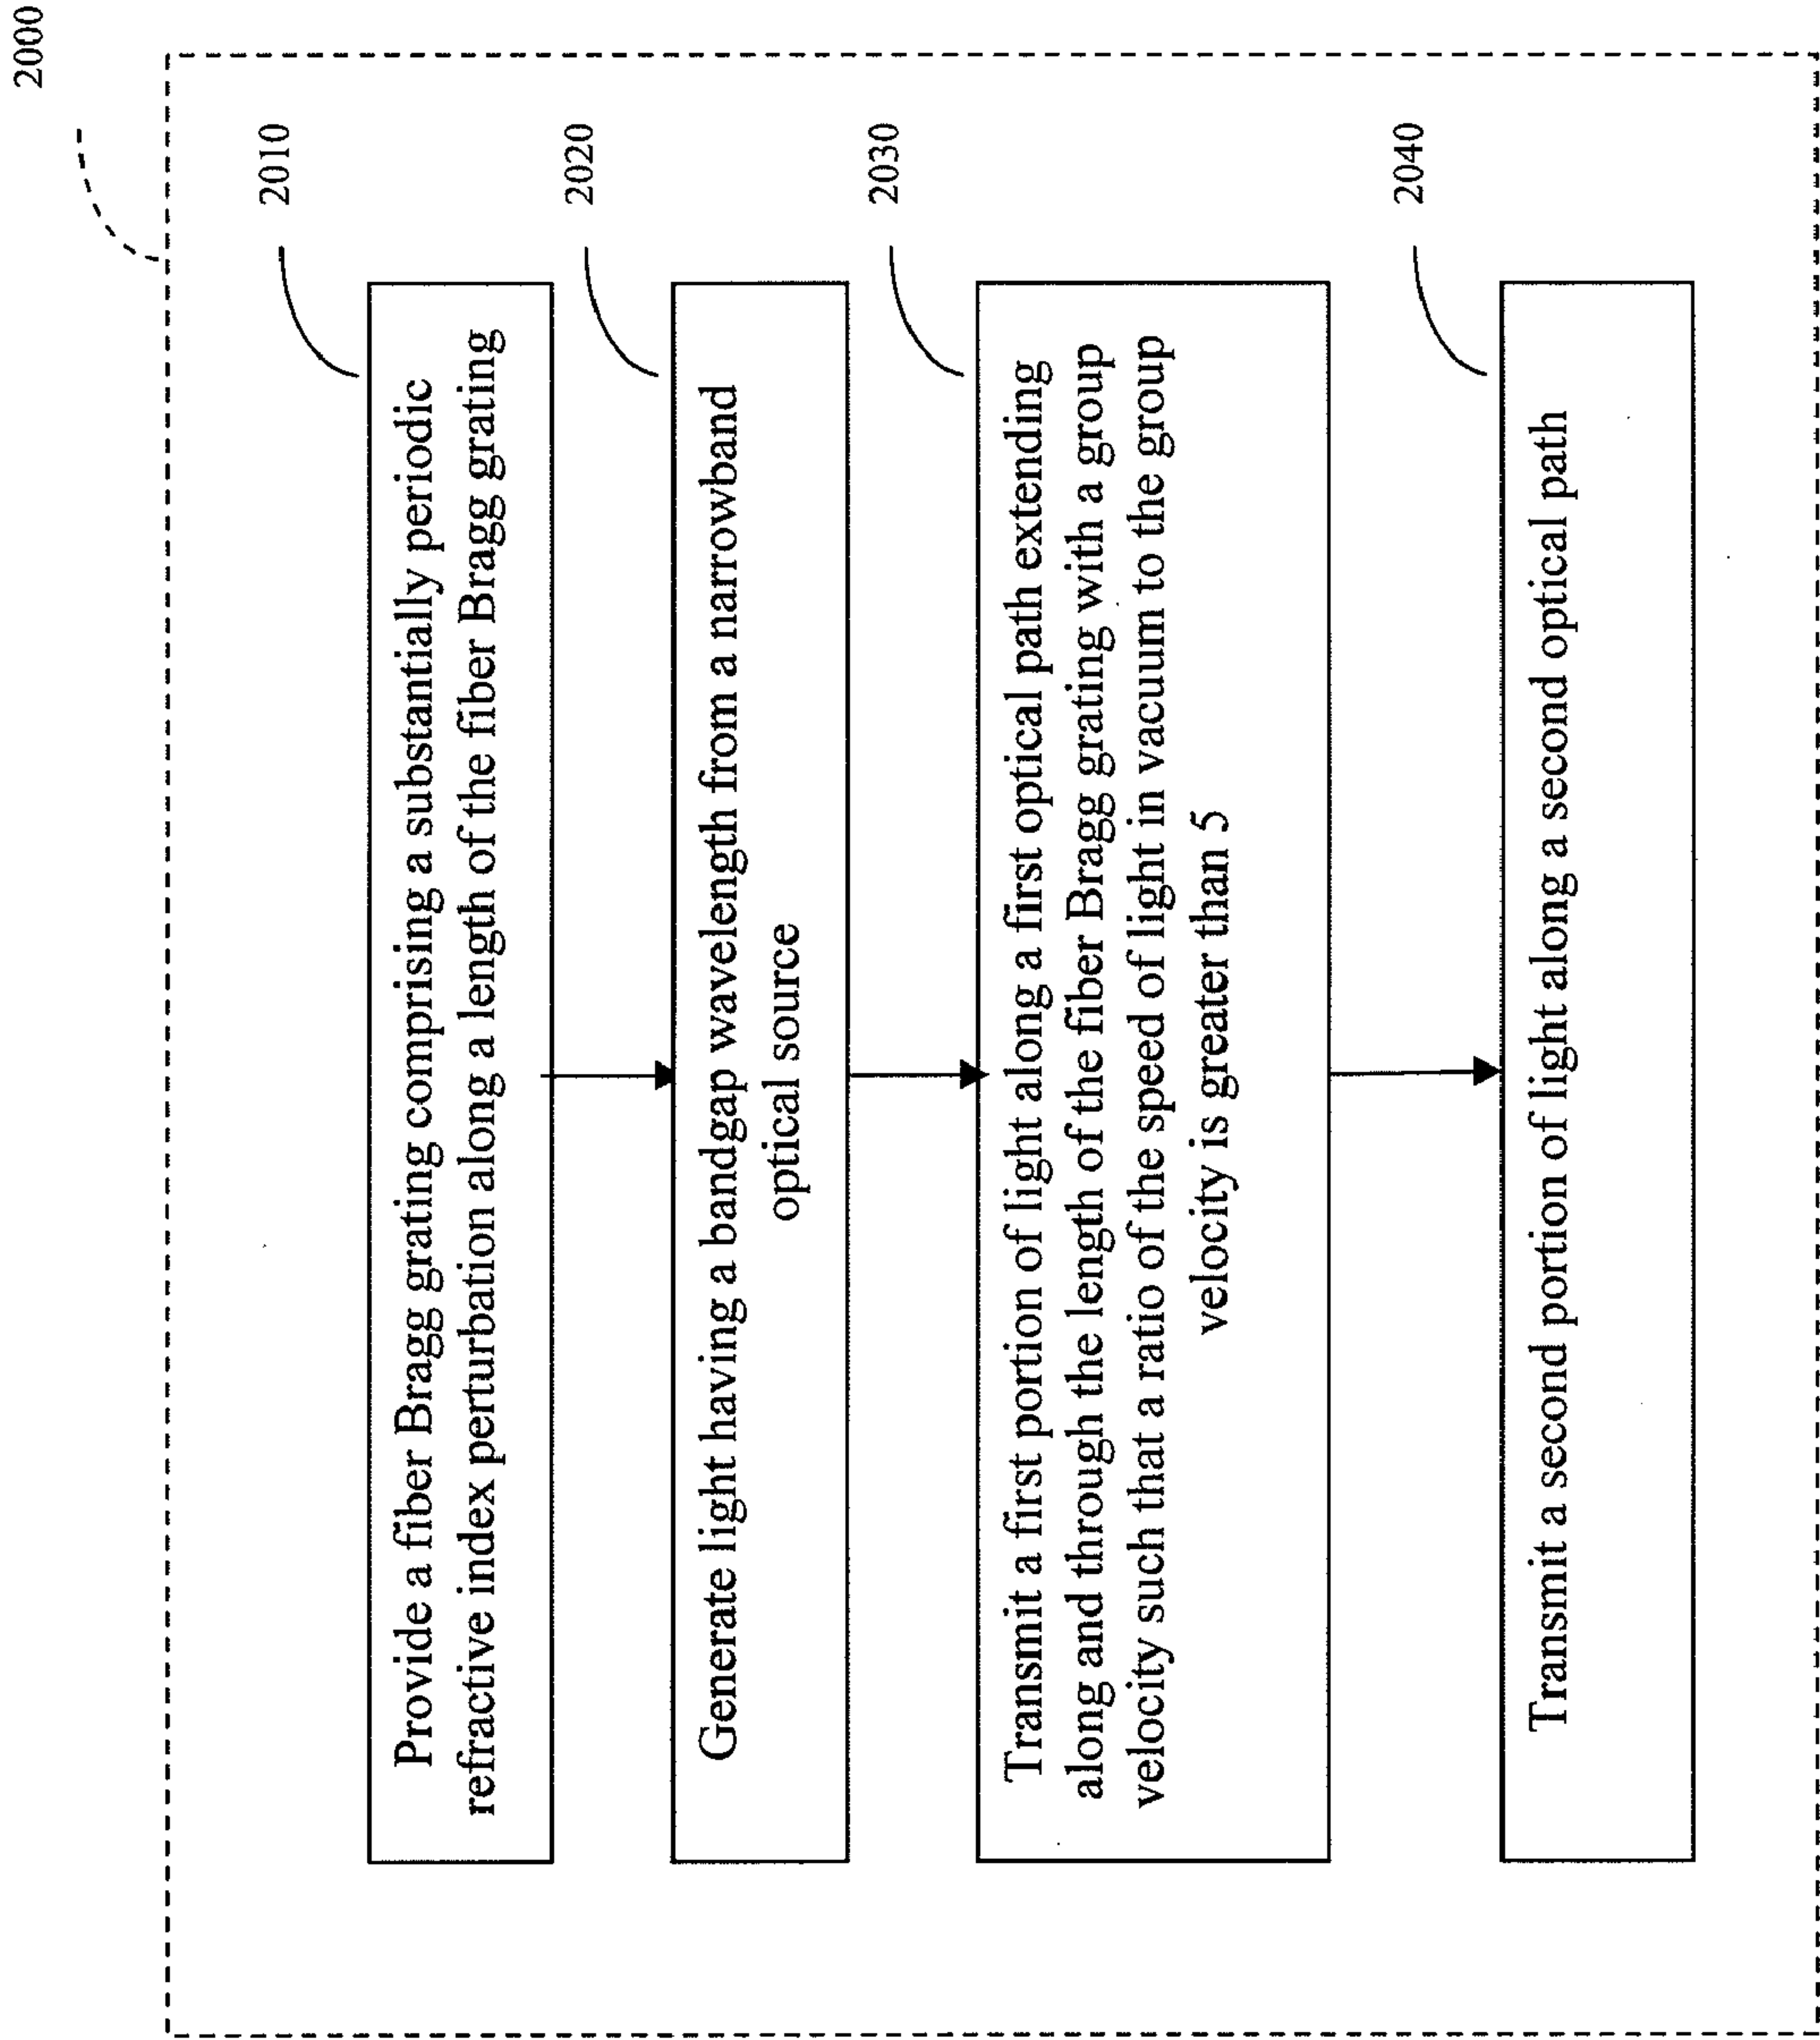 2000
2010
Provide a fiber Bragg grating comprising a substantially periodic
refractive index perturbation along a length of the fiber Bragg grating
2020
Generate light having a bandgap wavelength from a narrowband
optical source
2030
Transmit a first portion of light along a first optical path extending
along and through the length of the fiber Bragg grating with a group
velocity such that a ratio of the speed of light in vacuum to the group
velocity is greater than 5
2040
Transmit a second portion of light along a second optical path